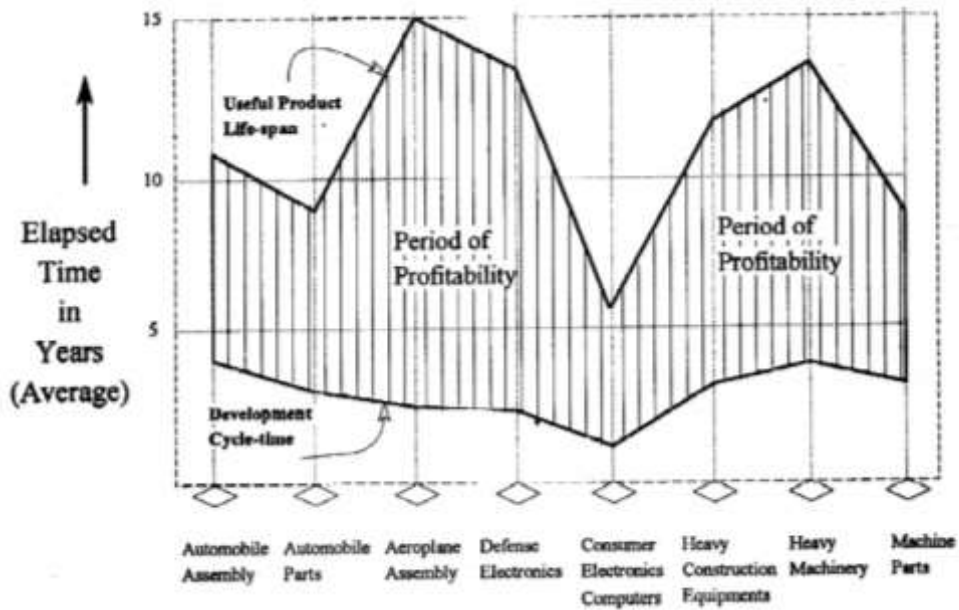 15
Useful Product
Life-span
10
Elapsed
Time
in
Years
(Average)
Period of
Profitability
Period of
Profitability
5
Development
Cycle-time
Automobile
Assembly
Automobile
Parts
Aeroplane
Assembly
Defense
Electronics
Consumer
Electronics
Computers
Heavy
Construction
Equipments
Heavy
Machinery
Machine
Parts